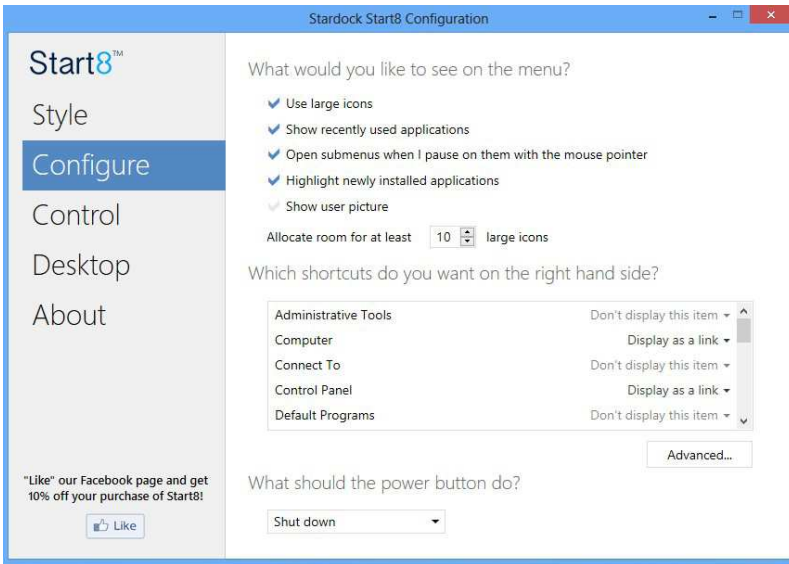 Stardock Start8 Configuration
Start8™
Style
Configure
Control
Desktop
About
"Like" our Facebook page and get
10% off your purchase of Start8!
Like
What would you like to see on the menu?
Use large icons
Show recently used applications
Open submenus when I pause on them with the mouse pointer
Highlight newly installed applications
Show user picture
Allocate room for at least 10 large icons
Which shortcuts do you want on the right hand side?
Administrative Tools Don't display this item
Computer Display as a link
Connect To Don't display this item
Control Panel Display as a link
Default Programs Don't display this item
Advanced...
What should the power button do?
Shut down